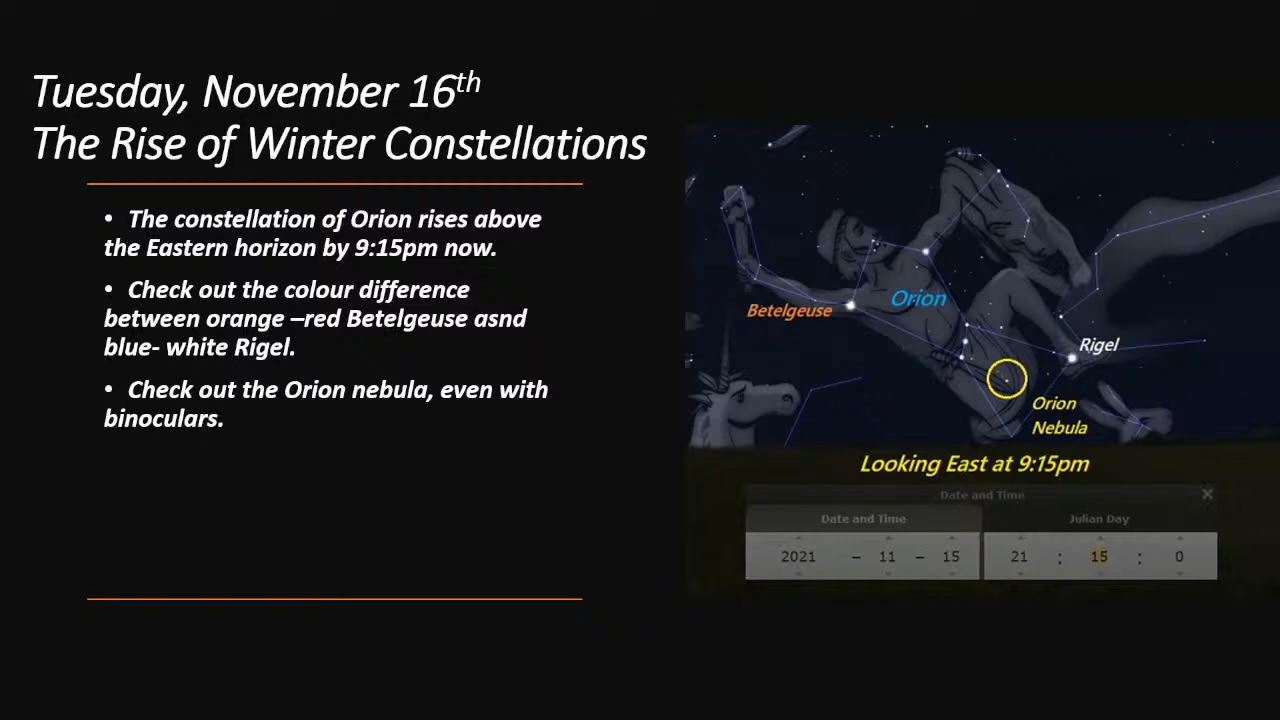 Tuesday, November 16th
The Rise of Winter Constellations
• The constellation of Orion rises above
the Eastern horizon by 9:15pm now.
• Check out the colour difference
between orange –red Betelgeuse asnd
blue- white Rigel.
• Check out the Orion nebula, even with
binoculars.
Orion
Betelgeuse
Rigel
Orion
Nebula
Looking East at 9:15pm
Date and Time
Date and Time Julian Day
2021 – 11 – 15 21 : 15 : 0